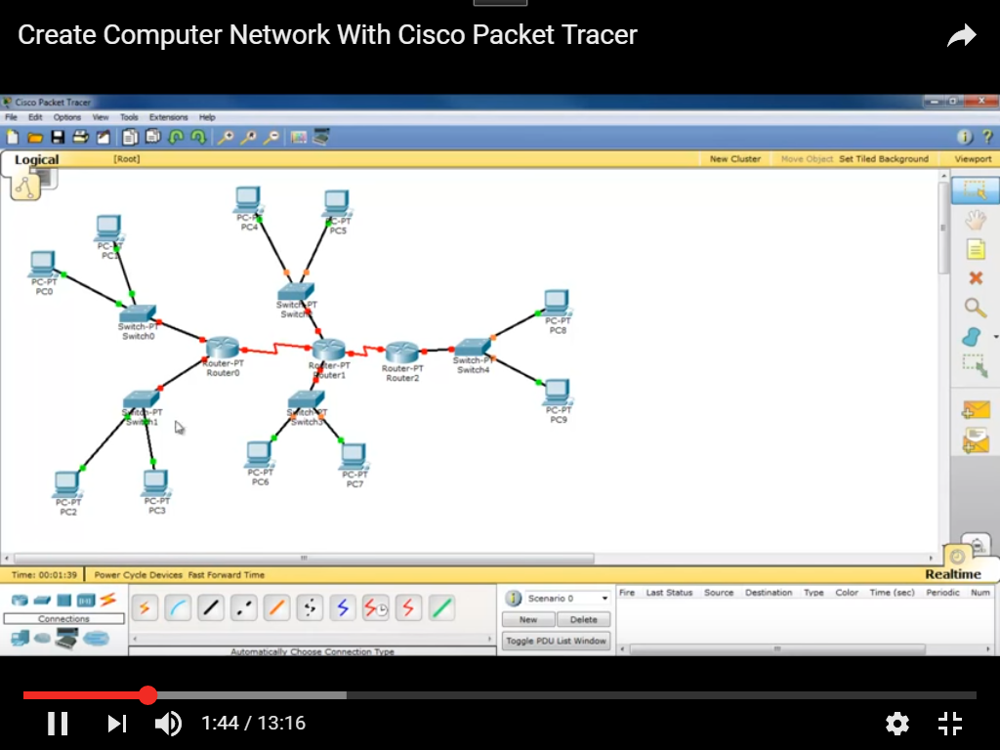 Create Computer Network With Cisco Packet Tracer
Cisco Packet Tracer
File Edit Options View Tools Extensions Help
Logical [Root] New Cluster Move Object Set Tiled Background Viewport
PC-PT
PC4
PC-PT
PC5
PC-PT
PC1
PC-PT
PC0
Switch-PT
Switch2
Switch-PT
Switch0
PC-PT
PC8
Router-PT
Router0
Router-PT
Router1
Router-PT
Router2
Switch-PT
Switch4
Switch-PT
Switch1
Switch-PT
Switch3
PC-PT
PC9
PC-PT
PC6
PC-PT
PC7
PC-PT
PC2
PC-PT
PC3
Time: 00:01:39 Power Cycle Devices Fast Forward Time Realtime
Connections
Automatically Choose Connection Type
Scenario 0
New Delete
Toggle PDU List Window
Fire Last Status Source Destination Type Color Time (sec) Periodic Num
1:44 / 13:16